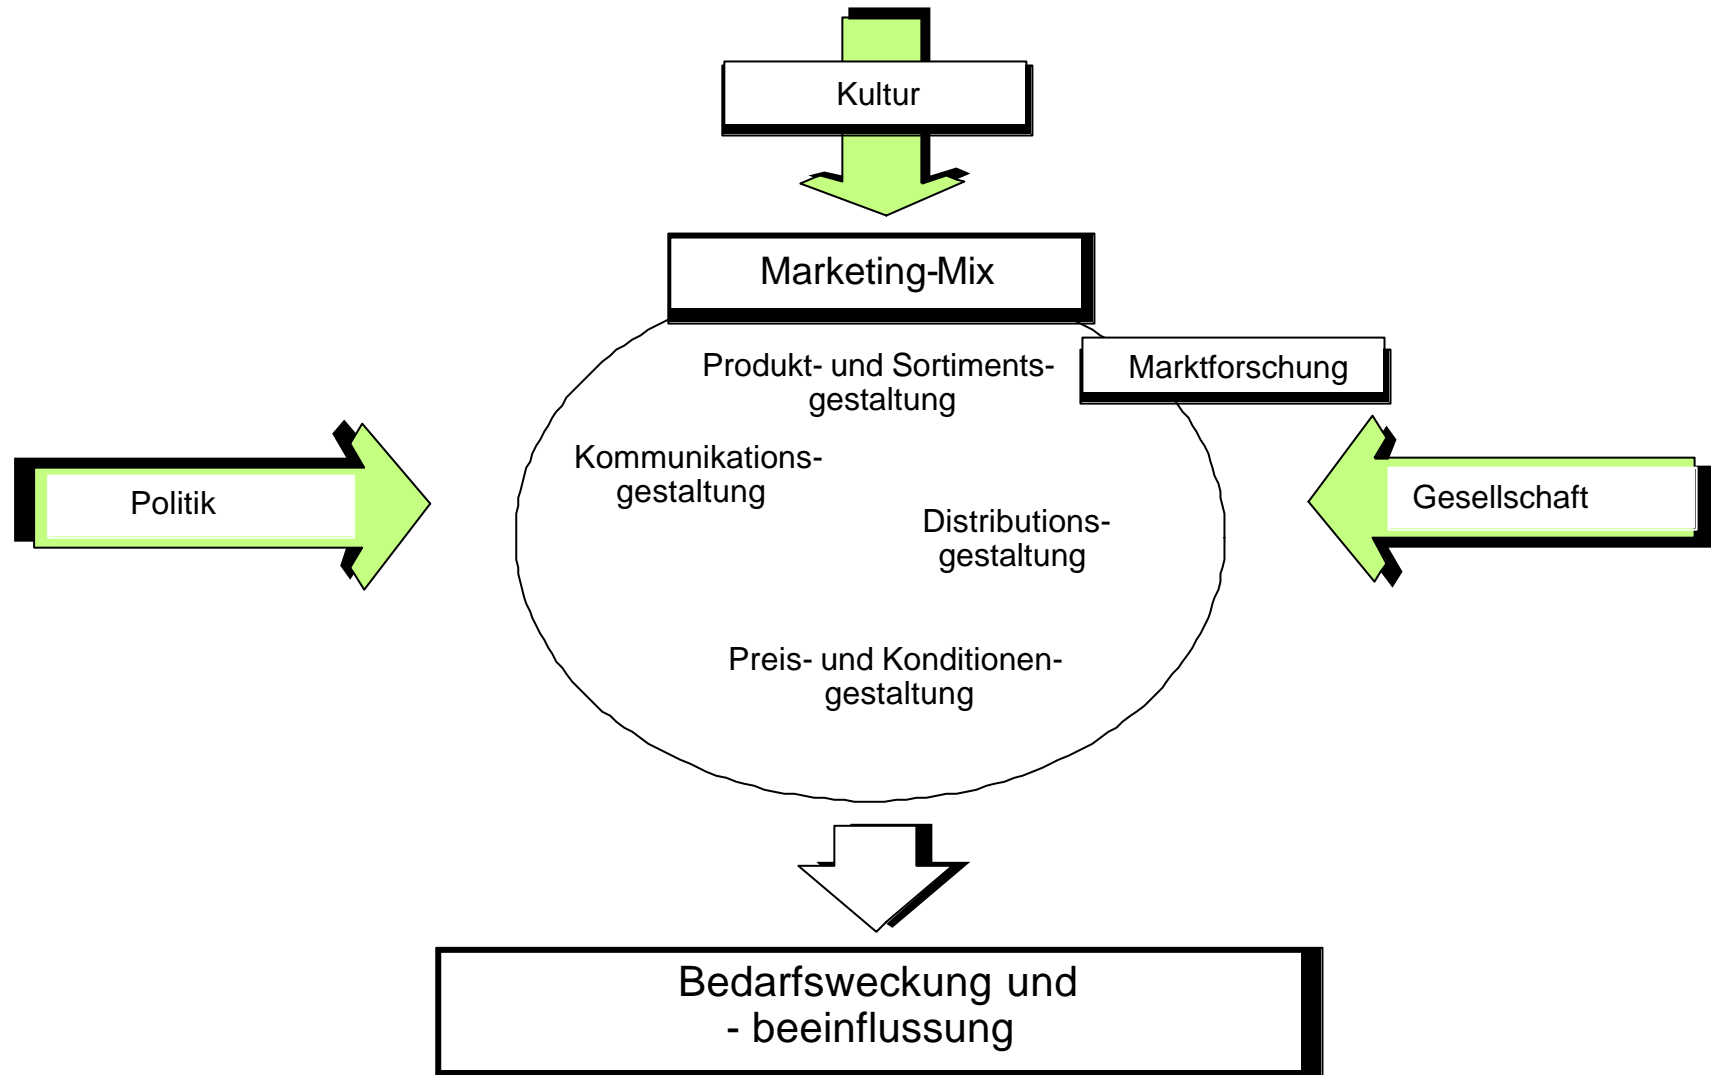 Kultur
Marketing-Mix
Produkt- und Sortiments-
gestaltung
Marktforschung
Kommunikations-
gestaltung
Politik
Distributions-
gestaltung
Gesellschaft
Preis- und Konditionen-
gestaltung
Bedarfsweckung und
- beeinflussung